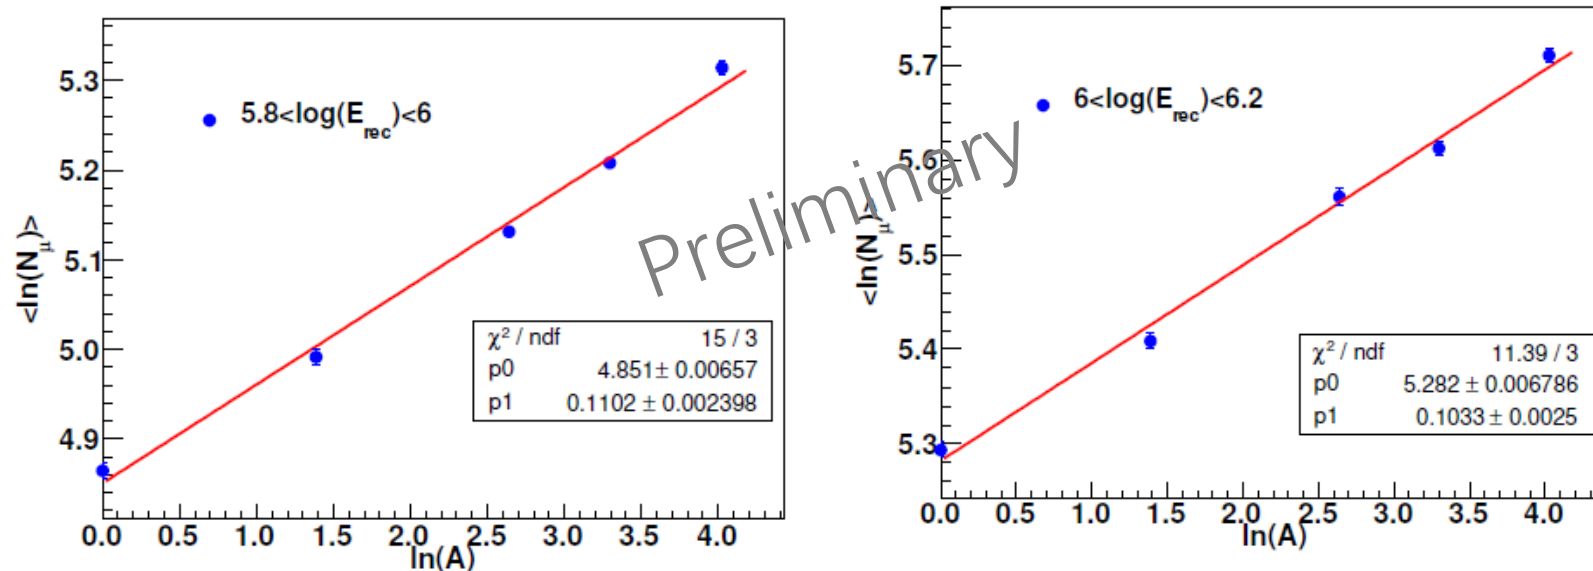 5.3
5.2
5.1
5.0
4.9
<ln(N_μ)>
5.8<log(E_rec)<6
χ² / ndf 15 / 3
p0 4.851± 0.00657
p1 0.1102 ± 0.002398
0.0 0.5 1.0 1.5 2.0 2.5 3.0 3.5 4.0
ln(A)
Preliminary
5.7
5.6
5.5
5.4
5.3
<ln(N_μ)>
6<log(E_rec)<6.2
χ² / ndf 11.39 / 3
p0 5.282 ± 0.006786
p1 0.1033 ± 0.0025
0.0 0.5 1.0 1.5 2.0 2.5 3.0 3.5 4.0
ln(A)